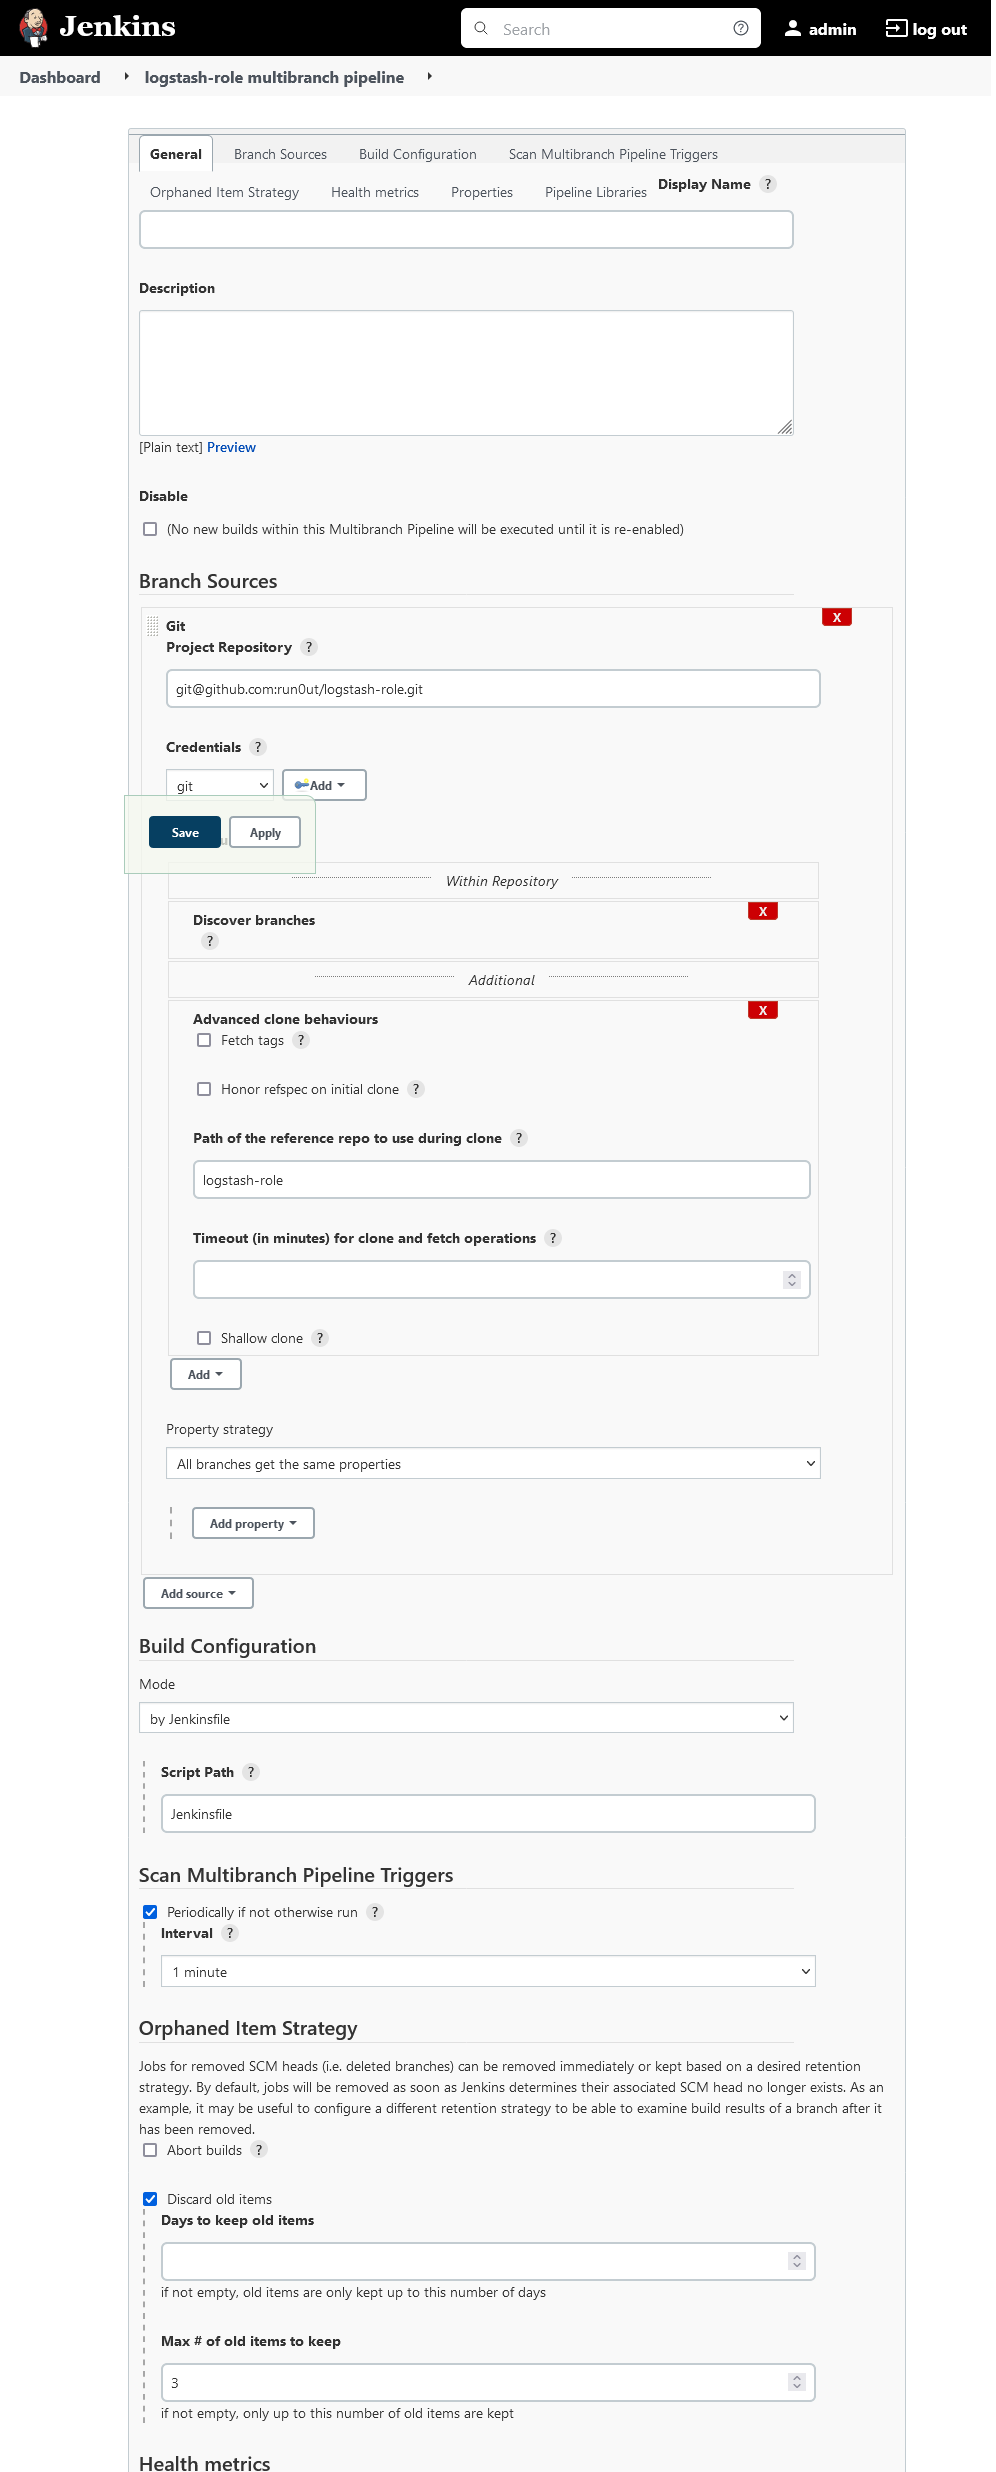 Jenkins
Search
admin
log out
Dashboard
logstash-role multibranch pipeline
General
Branch Sources
Build Configuration
Scan Multibranch Pipeline Triggers
Orphaned Item Strategy
Health metrics
Properties
Pipeline Libraries
Display Name ?
Description
[Plain text] Preview
Disable
(No new builds within this Multibranch Pipeline will be executed until it is re-enabled)
Branch Sources
X
Git
Project Repository ?
git@github.com:run0ut/logstash-role.git
Credentials ?
git
Add
Save
Apply
Within Repository
X
Discover branches
?
Additional
X
Advanced clone behaviours
Fetch tags ?
Honor refspec on initial clone ?
Path of the reference repo to use during clone ?
logstash-role
Timeout (in minutes) for clone and fetch operations ?
Shallow clone ?
Add
Property strategy
All branches get the same properties
Add property
Add source
Build Configuration
Mode
by Jenkinsfile
Script Path ?
Jenkinsfile
Scan Multibranch Pipeline Triggers
Periodically if not otherwise run ?
Interval ?
1 minute
Orphaned Item Strategy
Jobs for removed SCM heads (i.e. deleted branches) can be removed immediately or kept based on a desired retention
strategy. By default, jobs will be removed as soon as Jenkins determines their associated SCM head no longer exists. As an
example, it may be useful to configure a different retention strategy to be able to examine build results of a branch after it
has been removed.
Abort builds ?
Discard old items
Days to keep old items
if not empty, old items are only kept up to this number of days
Max # of old items to keep
3
if not empty, only up to this number of old items are kept
Health metrics